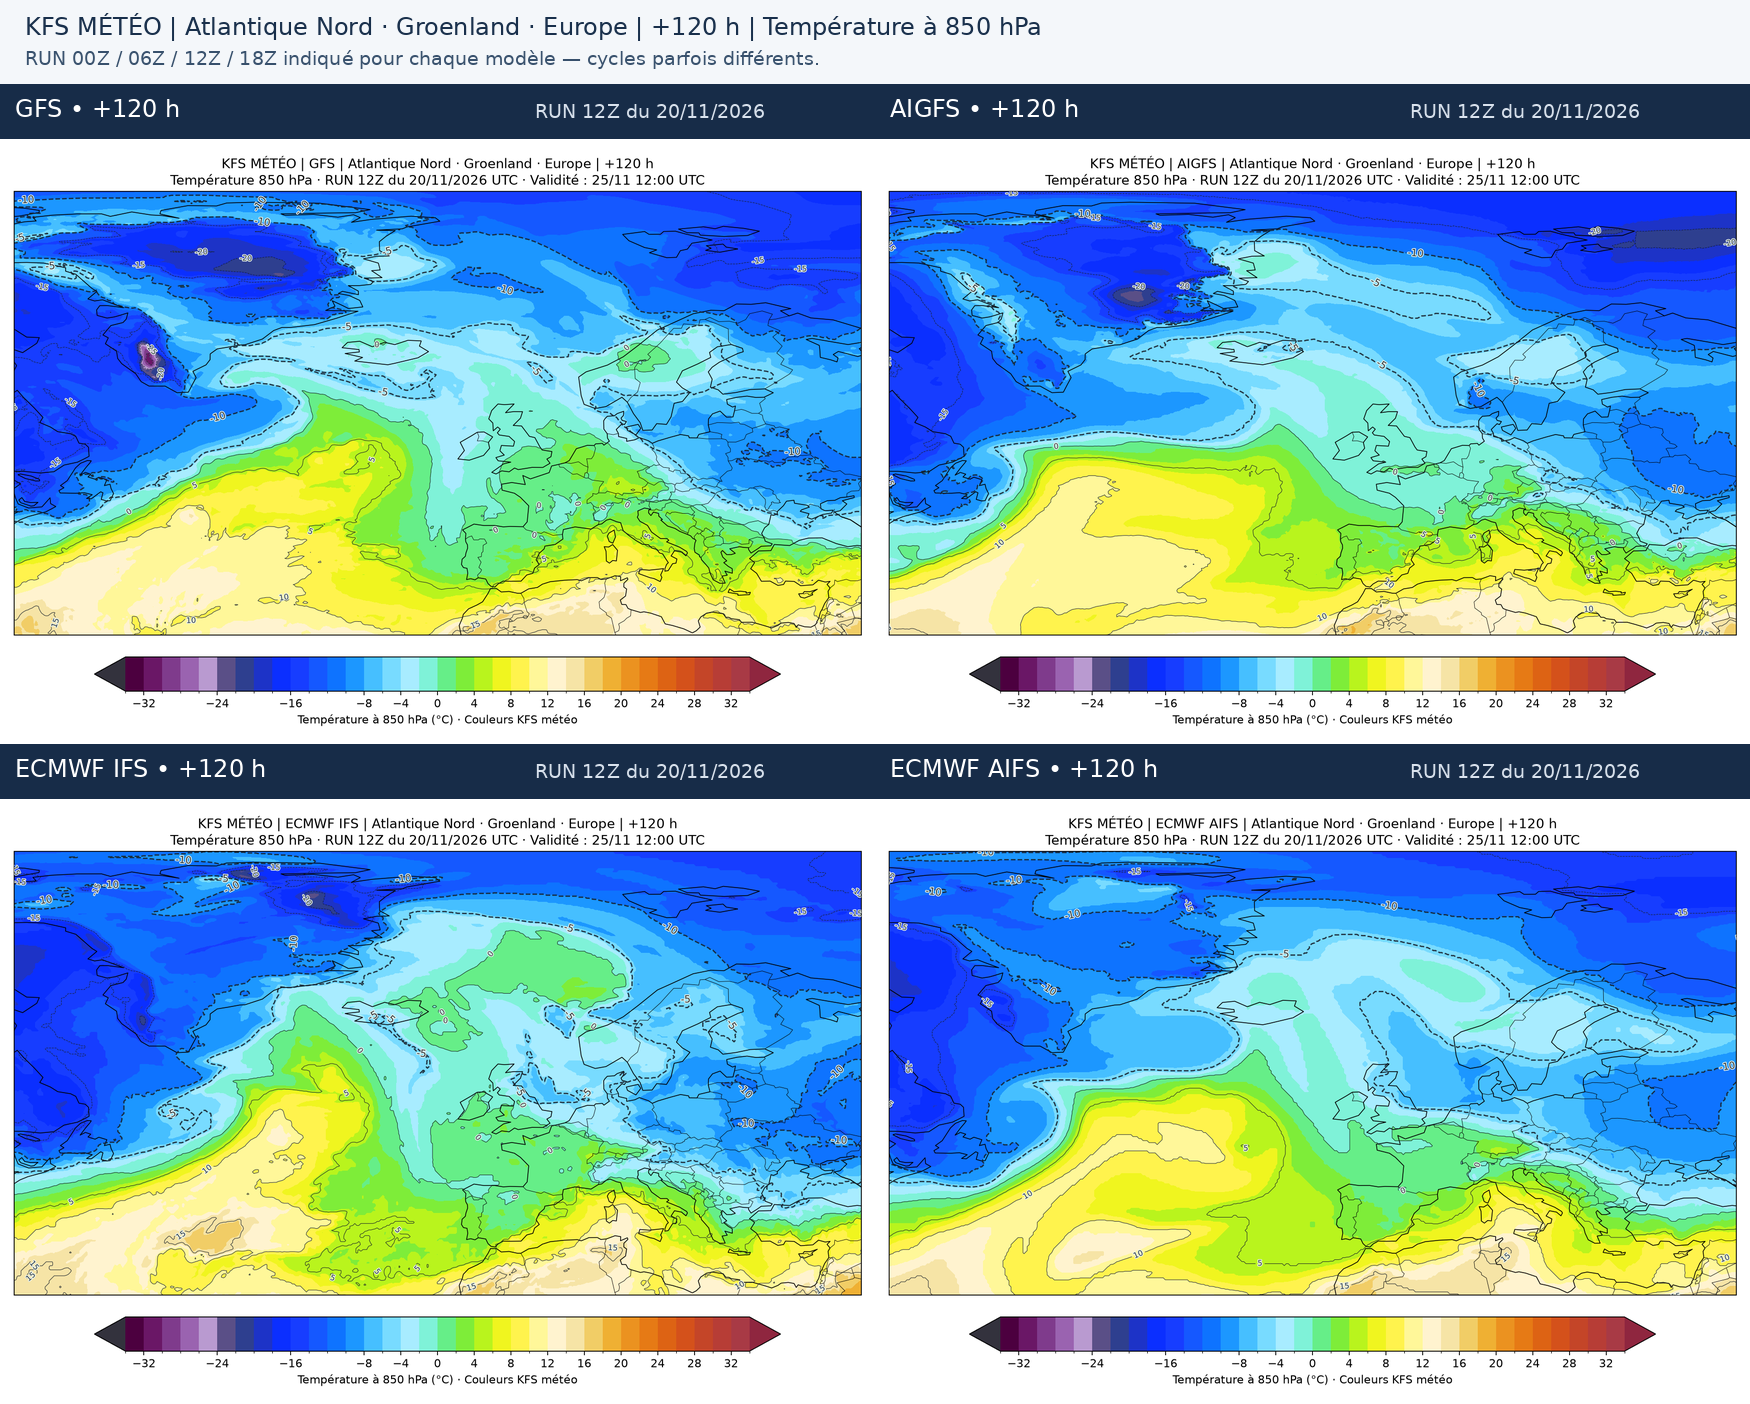 KFS MÉTÉO | Atlantique Nord · Groenland · Europe | +120 h | Température à 850 hPa
RUN 00Z / 06Z / 12Z / 18Z indiqué pour chaque modèle — cycles parfois différents.
GFS • +120 h
RUN 12Z du 20/11/2026
AIGFS • +120 h
RUN 12Z du 20/11/2026
KFS MÉTÉO | GFS | Atlantique Nord · Groenland · Europe | +120 h
Température 850 hPa · RUN 12Z du 20/11/2026 UTC · Validité : 25/11 12:00 UTC
KFS MÉTÉO | AIGFS | Atlantique Nord · Groenland · Europe | +120 h
Température 850 hPa · RUN 12Z du 20/11/2026 UTC · Validité : 25/11 12:00 UTC
−32 −24 −16 −8 −4 0 4 8 12 16 20 24 28 32
Température à 850 hPa (°C) · Couleurs KFS météo
−32 −24 −16 −8 −4 0 4 8 12 16 20 24 28 32
Température à 850 hPa (°C) · Couleurs KFS météo
ECMWF IFS • +120 h
RUN 12Z du 20/11/2026
ECMWF AIFS • +120 h
RUN 12Z du 20/11/2026
KFS MÉTÉO | ECMWF IFS | Atlantique Nord · Groenland · Europe | +120 h
Température 850 hPa · RUN 12Z du 20/11/2026 UTC · Validité : 25/11 12:00 UTC
KFS MÉTÉO | ECMWF AIFS | Atlantique Nord · Groenland · Europe | +120 h
Température 850 hPa · RUN 12Z du 20/11/2026 UTC · Validité : 25/11 12:00 UTC
−32 −24 −16 −8 −4 0 4 8 12 16 20 24 28 32
Température à 850 hPa (°C) · Couleurs KFS météo
−32 −24 −16 −8 −4 0 4 8 12 16 20 24 28 32
Température à 850 hPa (°C) · Couleurs KFS météo